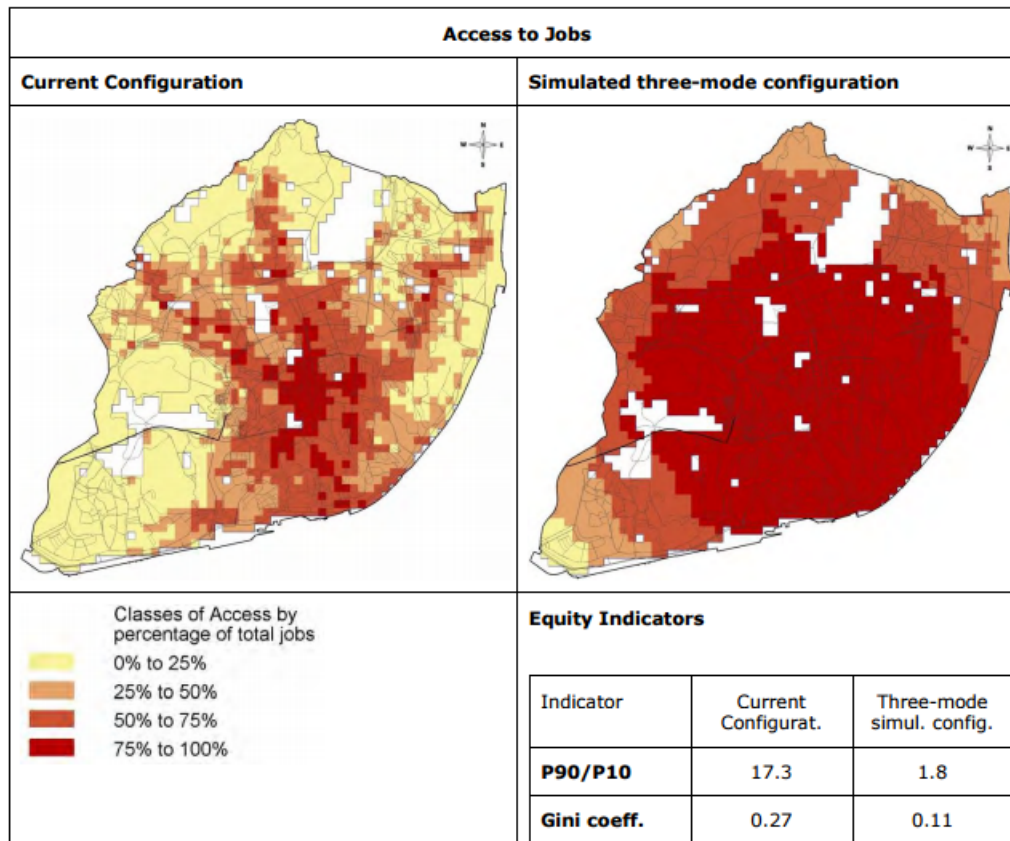 Access to Jobs
Current Configuration
Simulated three-mode configuration
N
W E
S
N
W E
S
Classes of Access by
percentage of total jobs
0% to 25%
25% to 50%
50% to 75%
75% to 100%
Equity Indicators
Indicator
Current
Configurat.
Three-mode
simul. config.
P90/P10
17.3
1.8
Gini coeff.
0.27
0.11